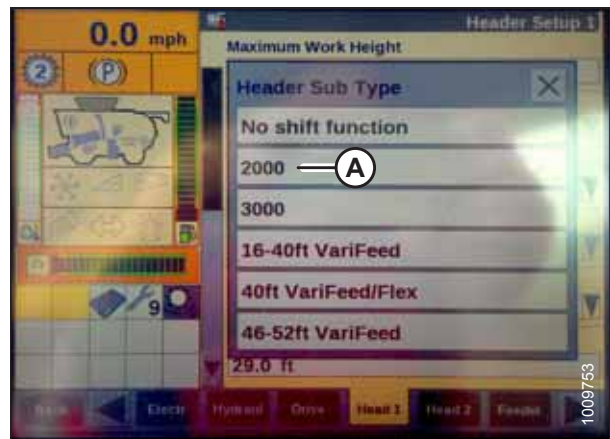 0.0 mph
Header Setup 1
Maximum Work Height
2
(P)
Header Sub Type
No shift function
2000
A
3000
16-40ft VariFeed
40ft VariFeed/Flex
9
46-52ft VariFeed
29.0 ft
Back
Electr
Hydraul
Drive
Head 1
Head 2
Feeder
1009753